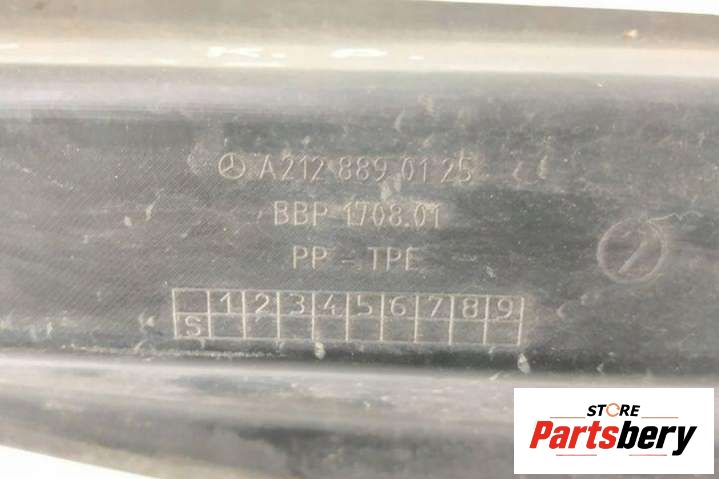 A212 889 01 25
BBP 1708.01
PP - TPE
1 2 3 4 5 6 7 8 9
S
STORE
Partsbery